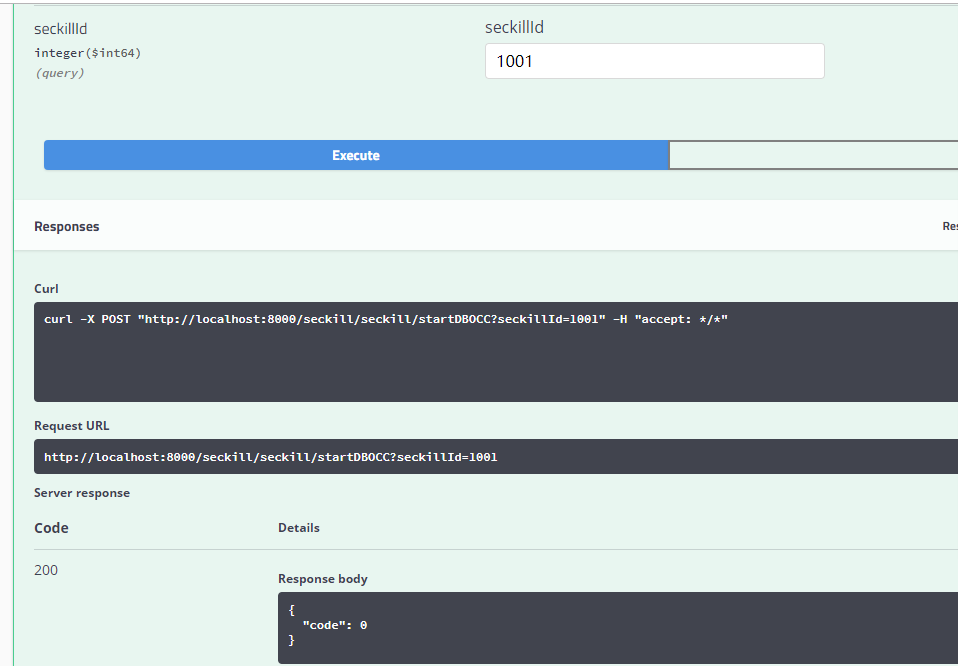 seckillId
seckillId
integer($int64)
(query)
1001
Execute
Responses
Curl
curl -X POST "http://localhost:8000/seckill/seckill/startDBOCC?seckillId=1001" -H "accept: */*"
Request URL
http://localhost:8000/seckill/seckill/startDBOCC?seckillId=1001
Server response
Code
Details
200
Response body
{
"code": 0
}